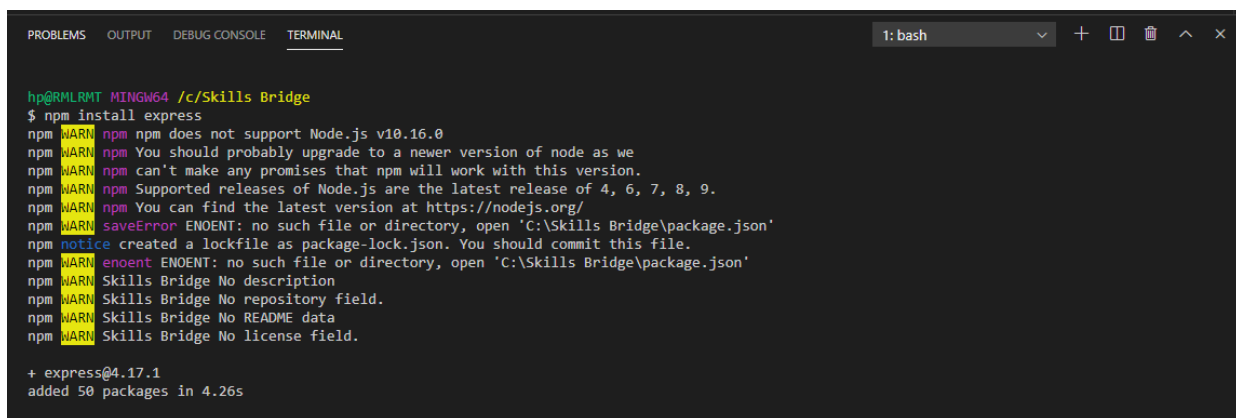 PROBLEMS OUTPUT DEBUG CONSOLE TERMINAL 1: bash
hp@RMLRMT MINGW64 /c/Skills Bridge
$ npm install express
npm WARN npm npm does not support Node.js v10.16.0
npm WARN npm You should probably upgrade to a newer version of node as we
npm WARN npm can't make any promises that npm will work with this version.
npm WARN npm Supported releases of Node.js are the latest release of 4, 6, 7, 8, 9.
npm WARN npm You can find the latest version at https://nodejs.org/
npm WARN saveError ENOENT: no such file or directory, open 'C:\Skills Bridge\package.json'
npm notice created a lockfile as package-lock.json. You should commit this file.
npm WARN enoent ENOENT: no such file or directory, open 'C:\Skills Bridge\package.json'
npm WARN Skills Bridge No description
npm WARN Skills Bridge No repository field.
npm WARN Skills Bridge No README data
npm WARN Skills Bridge No license field.
+ express@4.17.1
added 50 packages in 4.26s